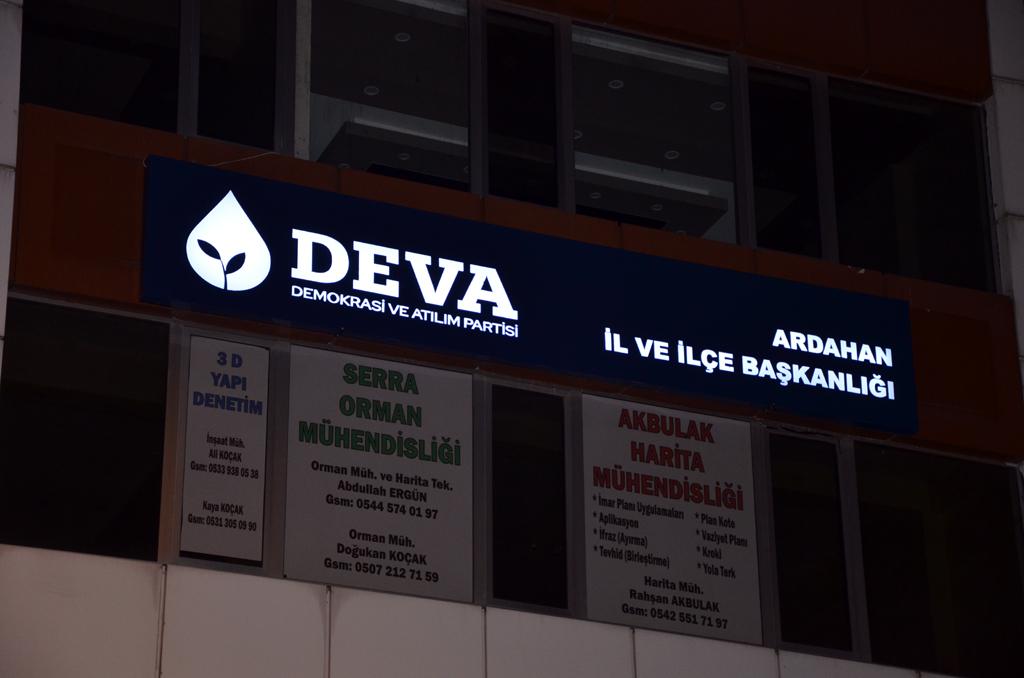 DEVA
DEMOKRASİ VE ATILIM PARTİSİ
ARDAHAN
İL VE İLÇE BAŞKANLIĞI
3 D
YAPI
DENETİM
İnşaat Müh.
Ali KOÇAK
Gsm: 0533 938 05 38
Kaya KOÇAK
Gsm: 0531 305 09 90
SERRA
ORMAN
MÜHENDİSLİĞİ
Orman Müh. ve Harita Tek.
Abdullah ERGÜN
Gsm: 0544 574 01 97
Orman Müh.
Doğukan KOÇAK
Gsm: 0507 212 71 59
AKBULAK
HARİTA
MÜHENDİSLİĞİ
* İmar Planı Uygulamaları
* Aplikasyon
* İfraz (Ayırma)
* Tevhid (Birleştirme)
* Plan Kote
* Vaziyet Planı
* Kroki
* Yola Terk
Harita Müh.
Rahşan AKBULAK
Gsm: 0542 551 71 97